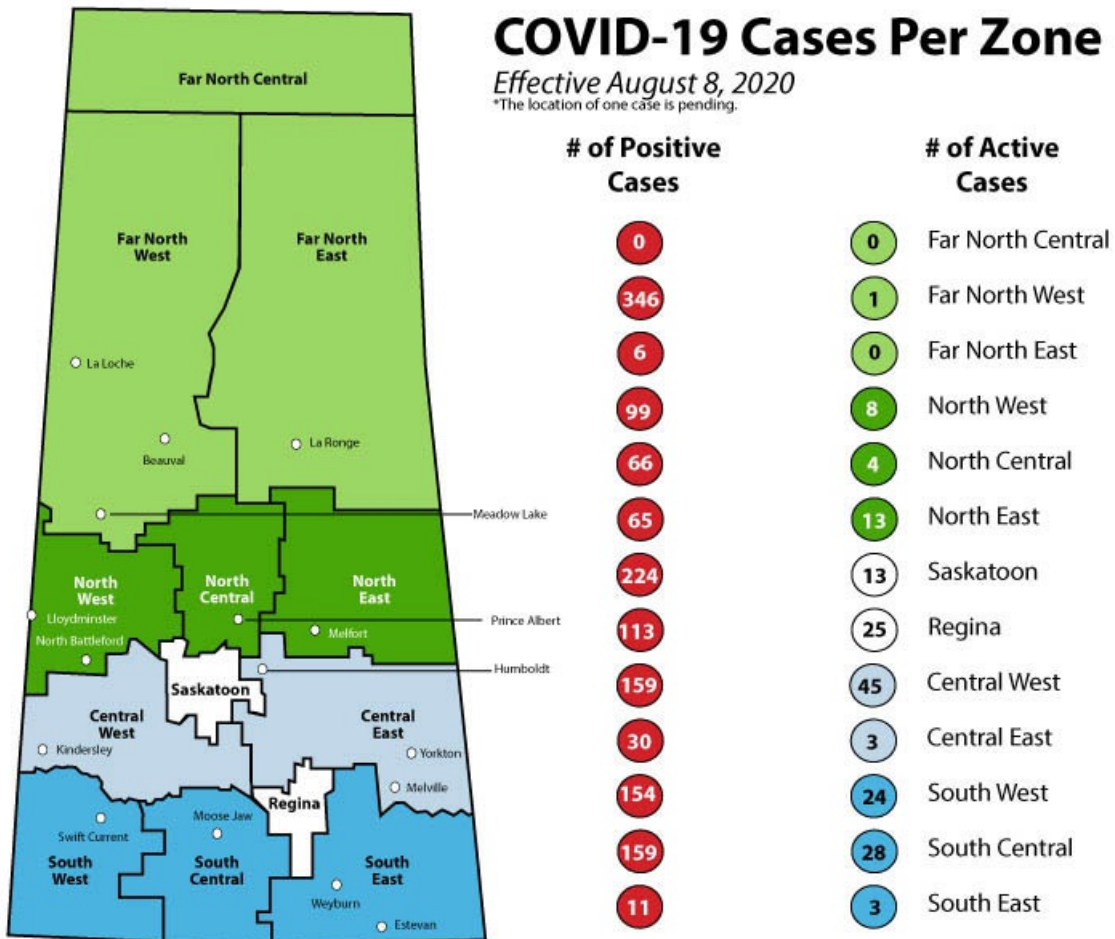 COVID-19 Cases Per Zone
Effective August 8, 2020
*The location of one case is pending.
# of Positive
Cases
# of Active
Cases
0 0 Far North Central
346 1 Far North West
6 0 Far North East
99 8 North West
66 4 North Central
65 13 North East
224 13 Saskatoon
113 25 Regina
159 45 Central West
30 3 Central East
154 24 South West
159 28 South Central
11 3 South East
Far North Central
Far North
West
Far North
East
La Loche
Beauval
La Ronge
Meadow Lake
North
West
North
Central
North
East
Lloydminster
Prince Albert
North Battleford
Melfort
Humboldt
Saskatoon
Central
West
Central
East
Kindersley
Yorkton
Melville
Regina
Moose Jaw
Swift Current
South
West
South
Central
South
East
Weyburn
Estevan